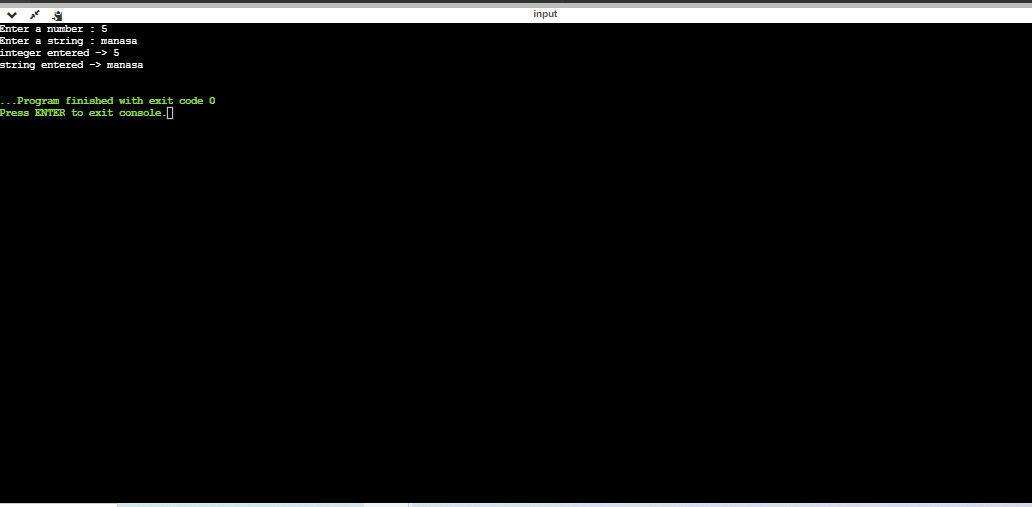 input
Enter a number : 5
Enter a string : manasa
integer entered -> 5
string entered -> manasa
...Program finished with exit code 0
Press ENTER to exit console.